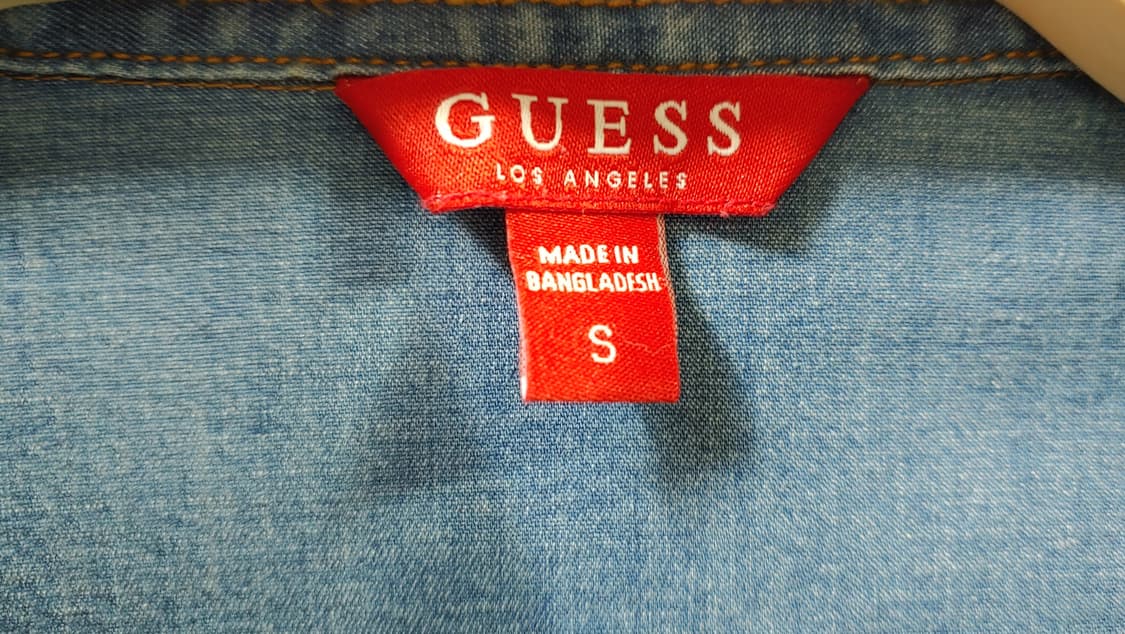 GUESS
LOS ANGELES
MADE IN
BANGLADESH
S